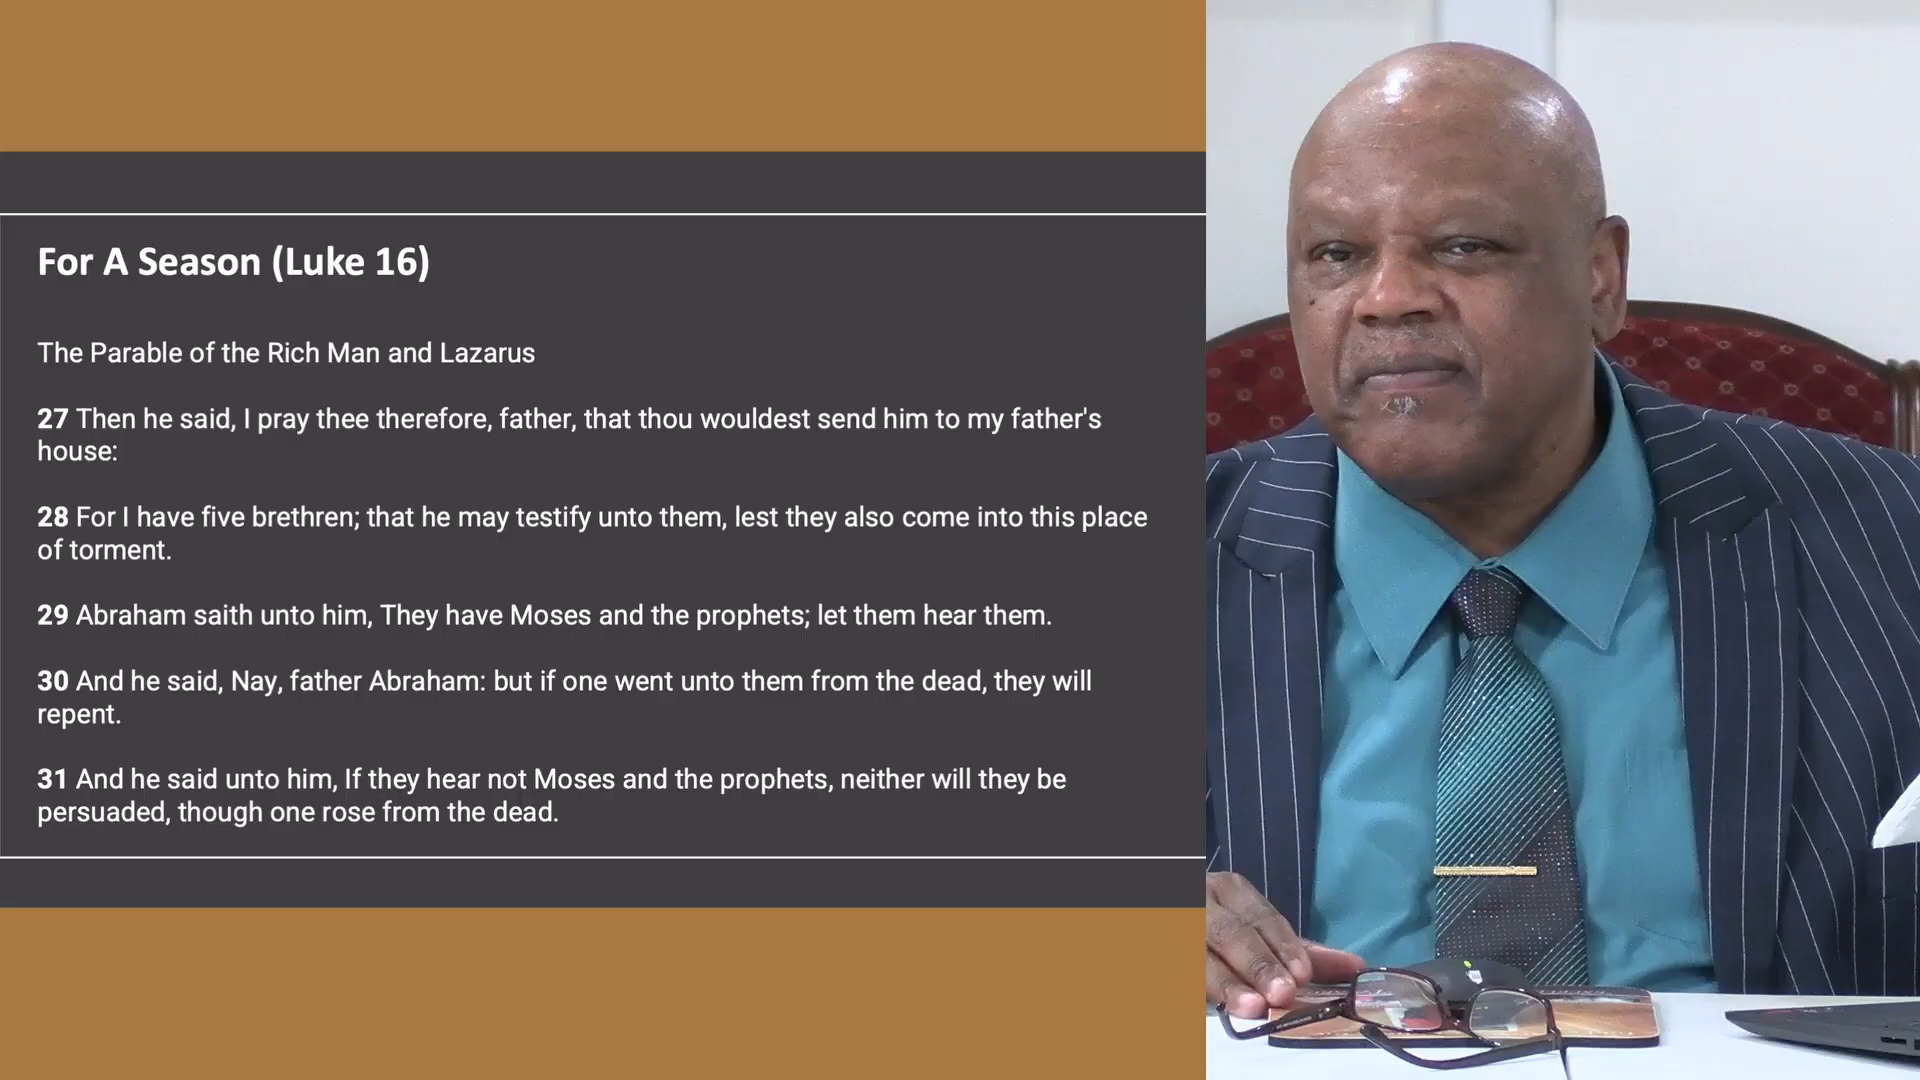 For A Season (Luke 16)
The Parable of the Rich Man and Lazarus
27 Then he said, I pray thee therefore, father, that thou wouldest send him to my father's
house:
28 For I have five brethren; that he may testify unto them, lest they also come into this place
of torment.
29 Abraham saith unto him, They have Moses and the prophets; let them hear them.
30 And he said, Nay, father Abraham: but if one went unto them from the dead, they will
repent.
31 And he said unto him, If they hear not Moses and the prophets, neither will they be
persuaded, though one rose from the dead.